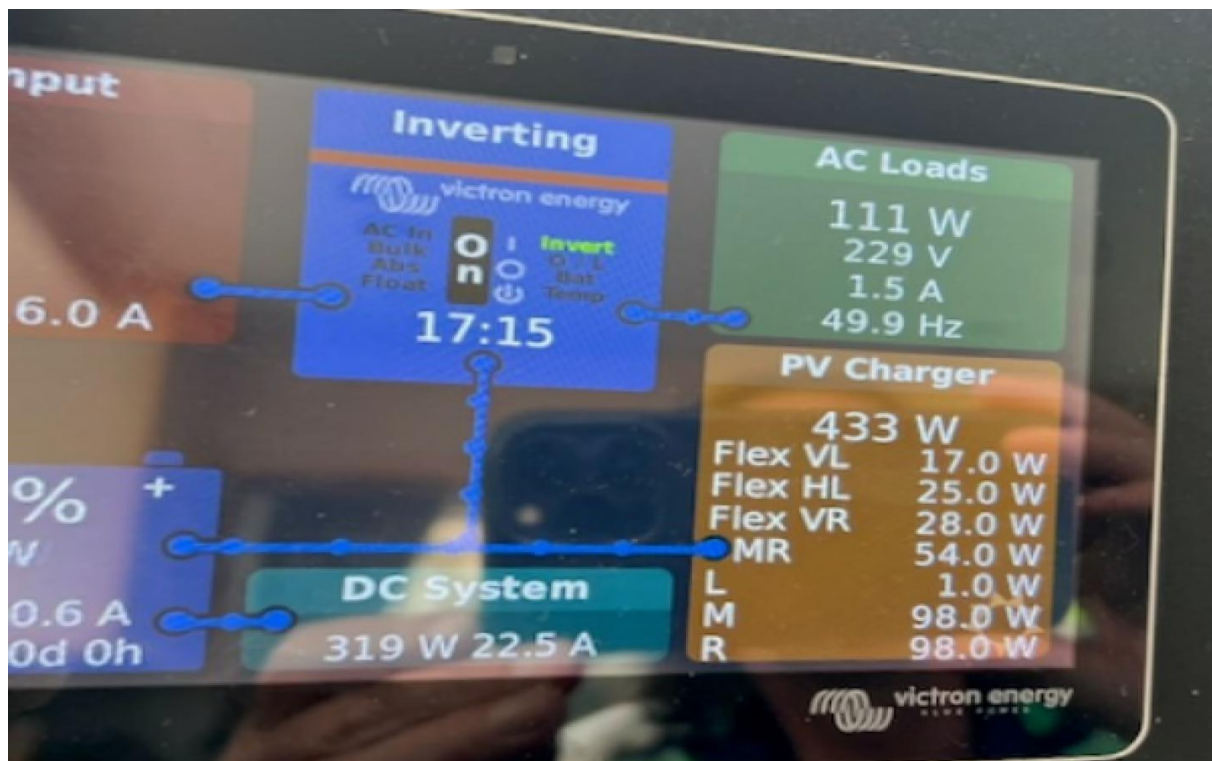 nput
6.0 A
Inverting
victron energy
AC In
Bulk
Abs
Float
On
I
O
Invert
O L
Bat
Temp
17:15
AC Loads
111 W
229 V
1.5 A
49.9 Hz
PV Charger
433 W
Flex VL 17.0 W
Flex HL 25.0 W
Flex VR 28.0 W
MR 54.0 W
L 1.0 W
M 98.0 W
R 98.0 W
% +
W
0.6 A
0d 0h
DC System
319 W 22.5 A
victron energy
BLUE POWER